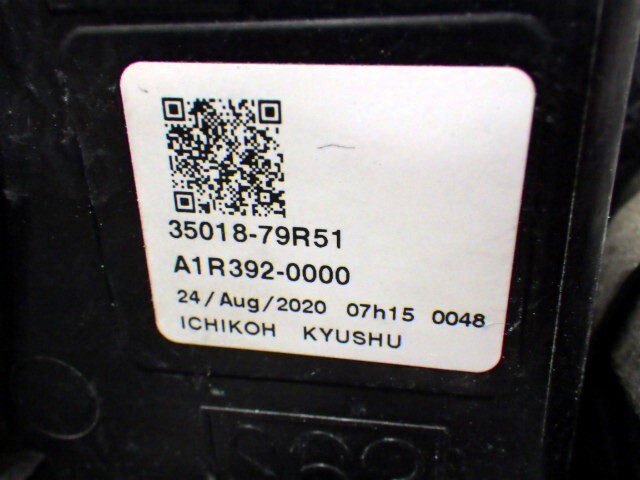 35018-79R51
A1R392-0000
24/Aug/2020 07h15 0048
ICHIKOH KYUSHU